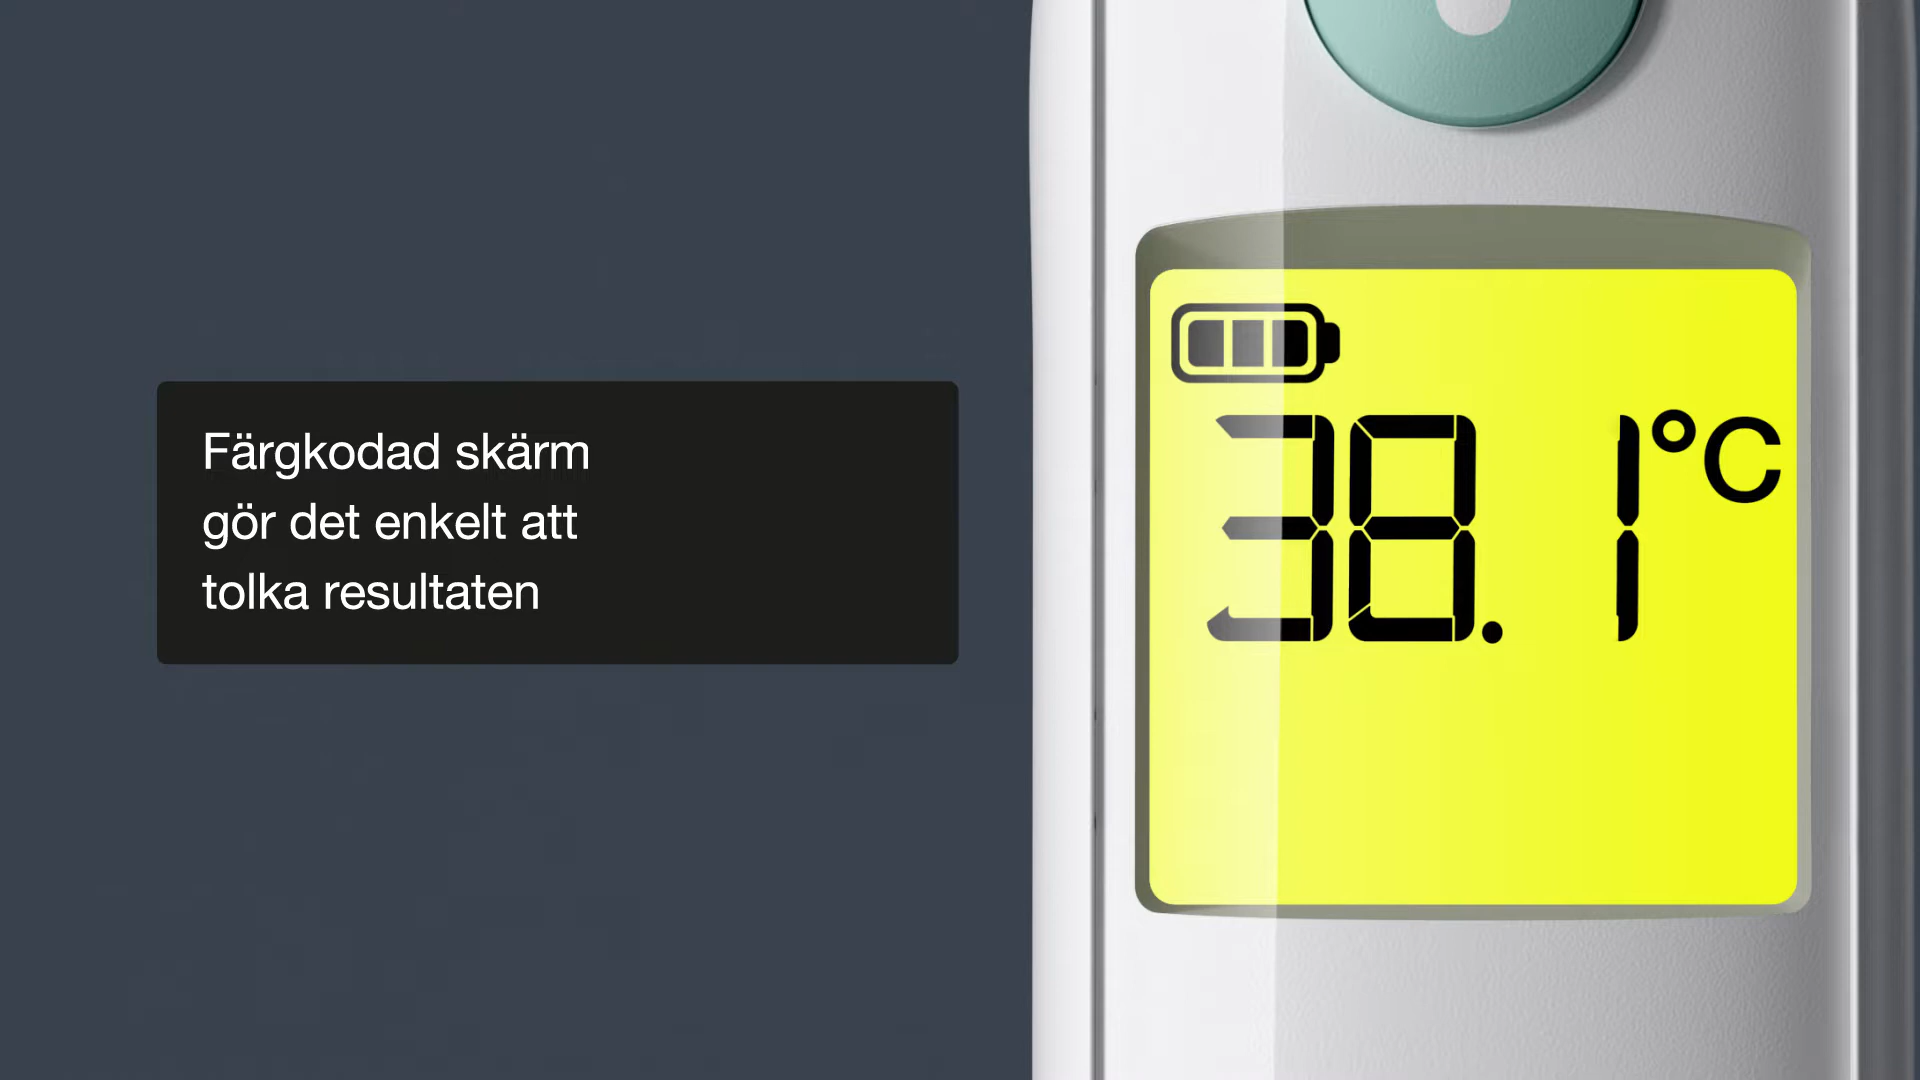 Färgkodad skärm
gör det enkelt att
tolka resultaten
38.1°C